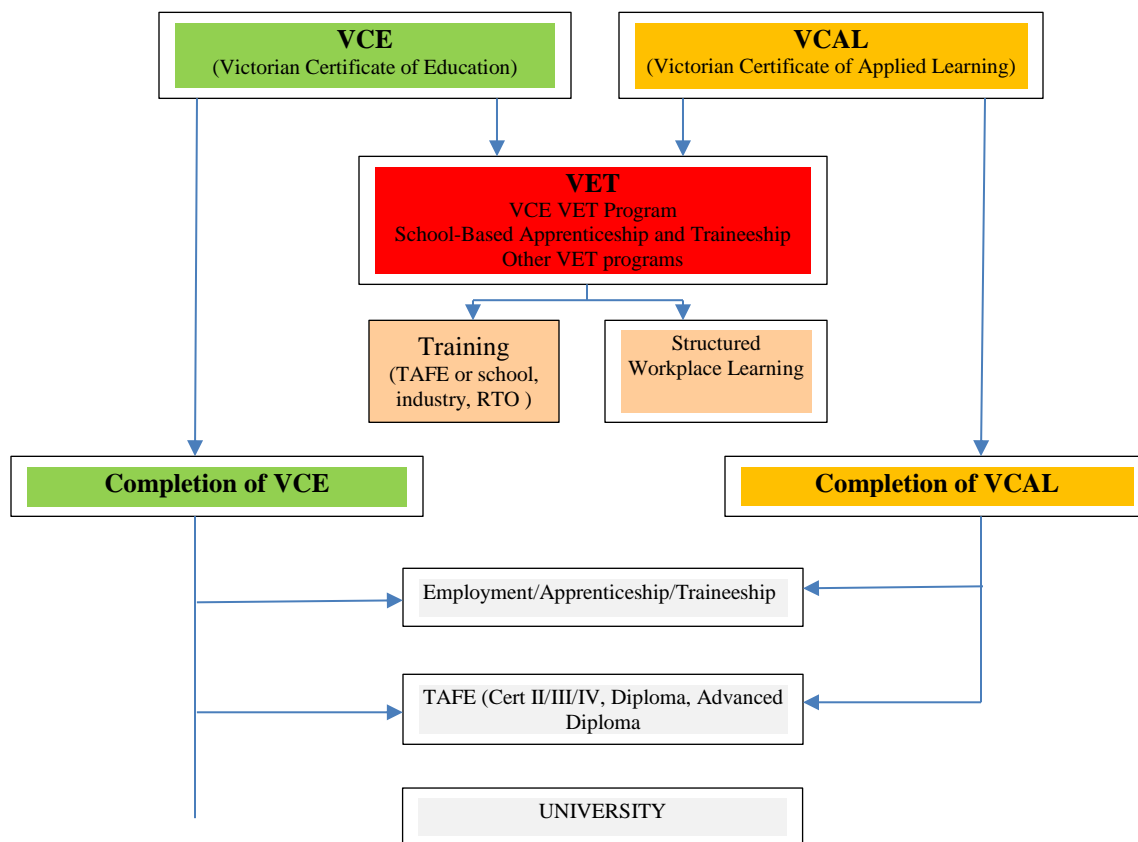 VCE
(Victorian Certificate of Education)
VCAL
(Victorian Certificate of Applied Learning)
VET
VCE VET Program
School-Based Apprenticeship and Traineeship
Other VET programs
Training
(TAFE or school,
industry, RTO )
Structured
Workplace Learning
Completion of VCE
Completion of VCAL
Employment/Apprenticeship/Traineeship
TAFE (Cert II/III/IV, Diploma, Advanced
Diploma
UNIVERSITY